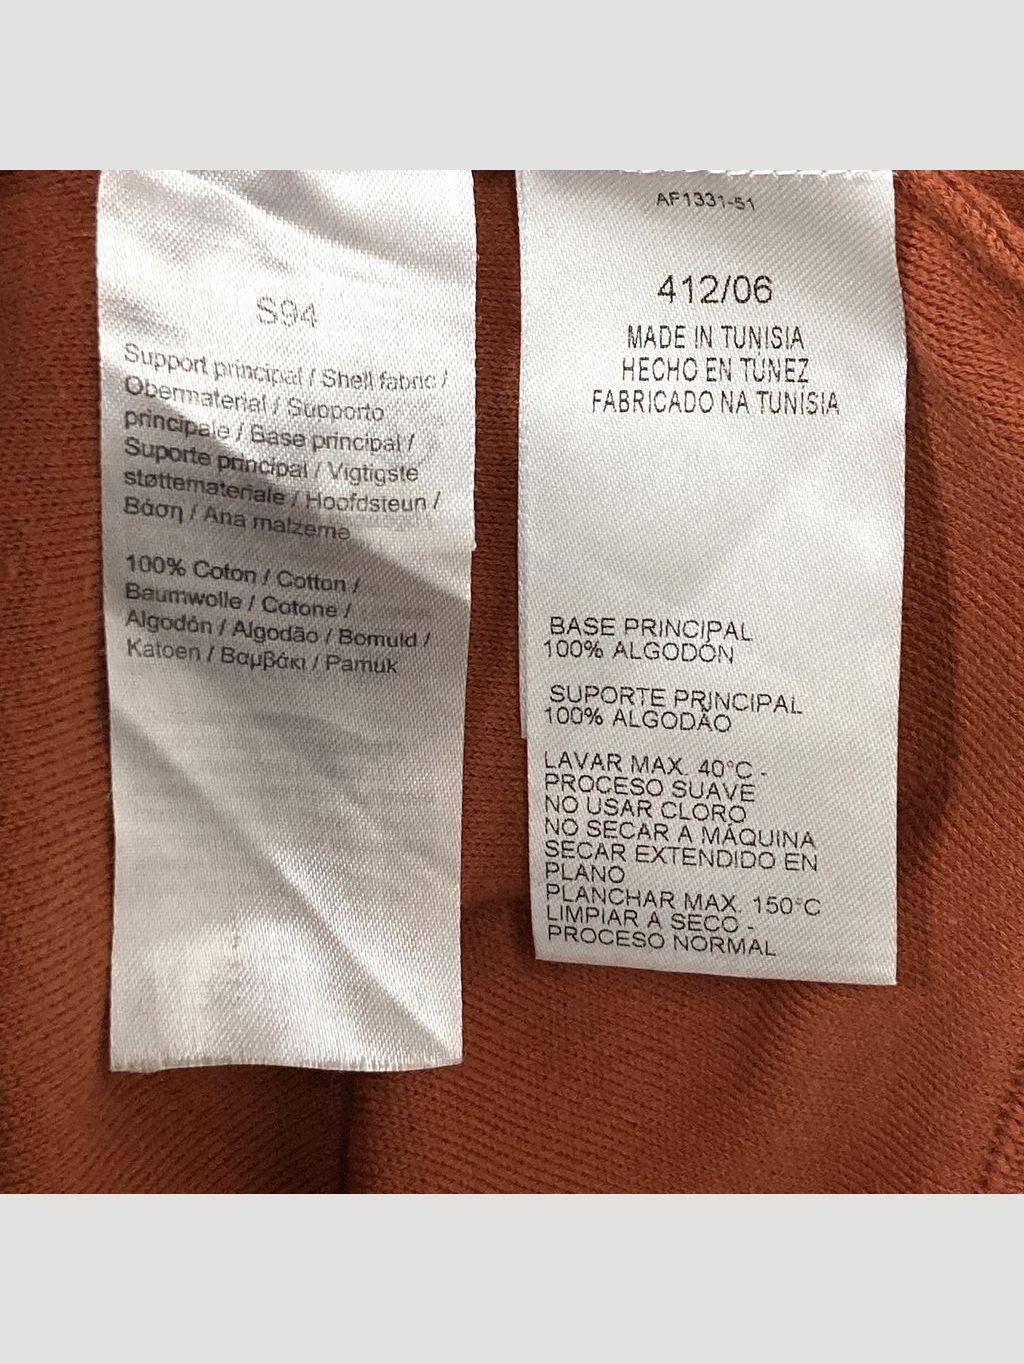 S94
Support principal / Shell fabric /
Obermaterial / Supporto
principale / Base principal /
Suporte principal / Vigtigste
støttemateriale / Hoofdsteun /
Βάση / Ana malzeme
100% Coton / Cotton /
Baumwolle / Cotone /
Algodón / Algodão / Bomuld /
Katoen / Βαμβάκι / Pamuk
AF1331-51
412/06
MADE IN TUNISIA
HECHO EN TÚNEZ
FABRICADO NA TUNÍSIA
BASE PRINCIPAL
100% ALGODÓN
SUPORTE PRINCIPAL
100% ALGODÃO
LAVAR MAX. 40°C -
PROCESO SUAVE
NO USAR CLORO
NO SECAR A MÁQUINA
SECAR EXTENDIDO EN
PLANO
PLANCHAR MAX. 150°C
LIMPIAR A SECO -
PROCESO NORMAL